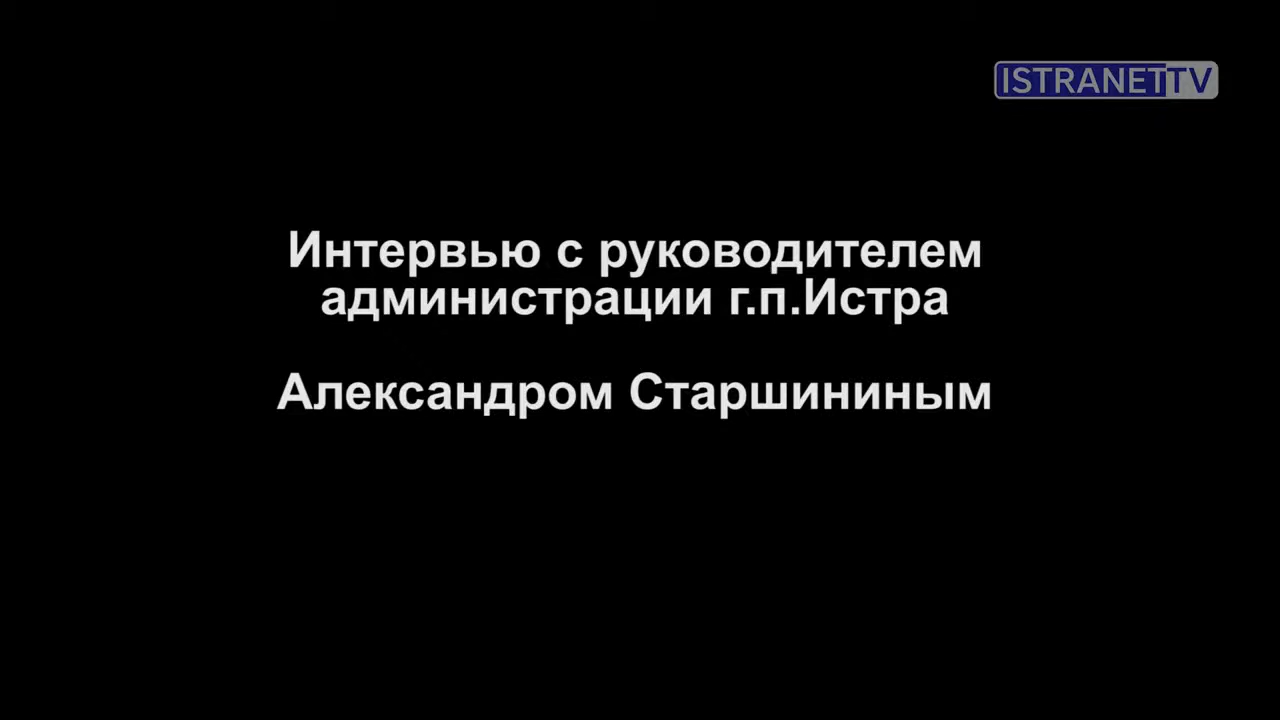 ISTRANETTV
Интервью с руководителем
администрации г.п.Истра
Александром Старшининым